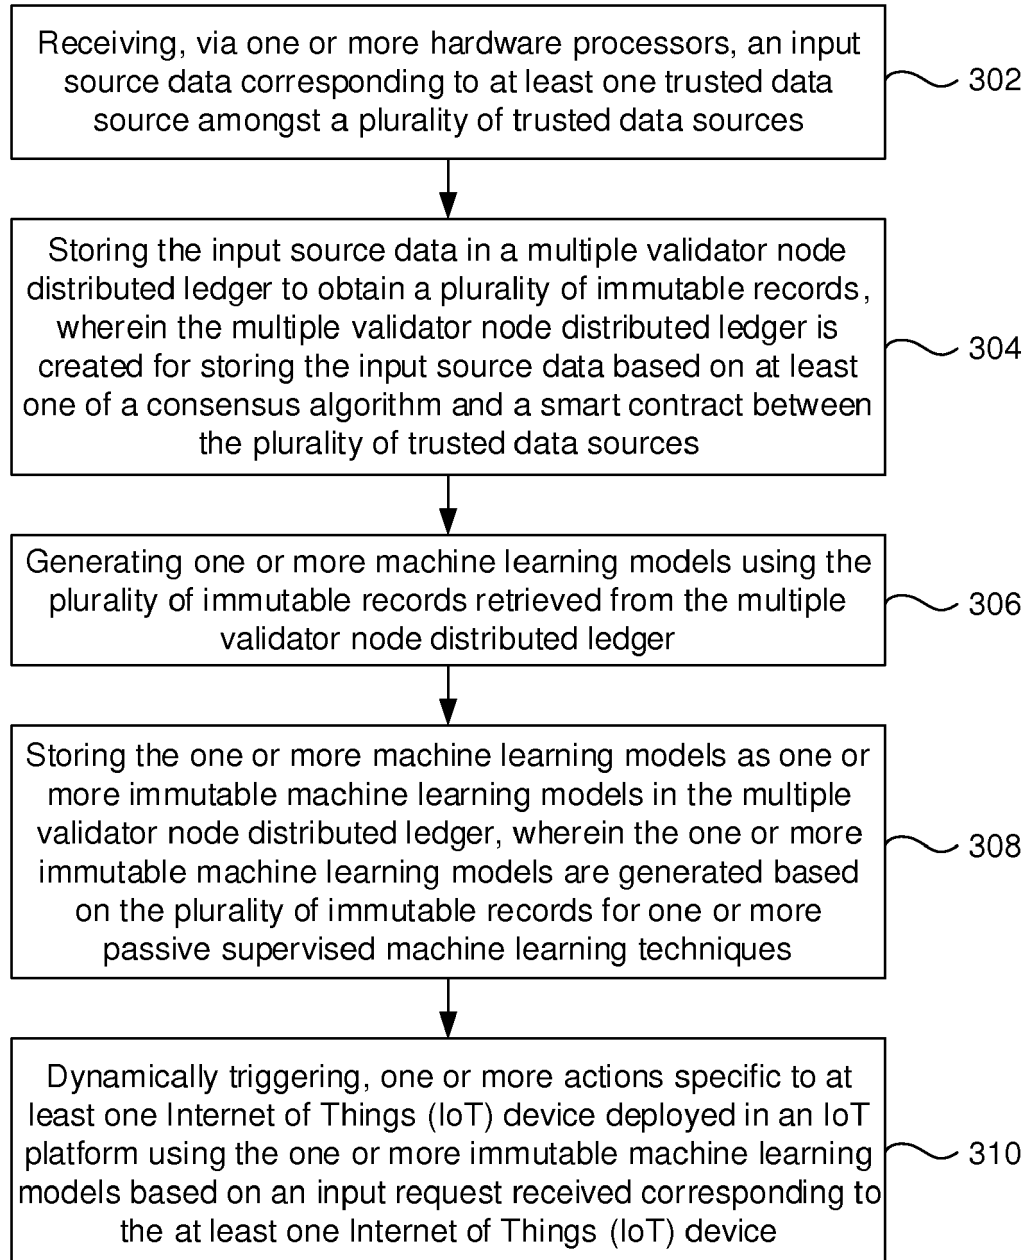 Receiving, via one or more hardware processors, an input
source data corresponding to at least one trusted data
source amongst a plurality of trusted data sources
302
Storing the input source data in a multiple validator node
distributed ledger to obtain a plurality of immutable records,
wherein the multiple validator node distributed ledger is
created for storing the input source data based on at least
one of a consensus algorithm and a smart contract between
the plurality of trusted data sources
304
Generating one or more machine learning models using the
plurality of immutable records retrieved from the multiple
validator node distributed ledger
306
Storing the one or more machine learning models as one or
more immutable machine learning models in the multiple
validator node distributed ledger, wherein the one or more
immutable machine learning models are generated based
on the plurality of immutable records for one or more
passive supervised machine learning techniques
308
Dynamically triggering, one or more actions specific to at
least one Internet of Things (IoT) device deployed in an IoT
platform using the one or more immutable machine learning
models based on an input request received corresponding to
the at least one Internet of Things (IoT) device
310